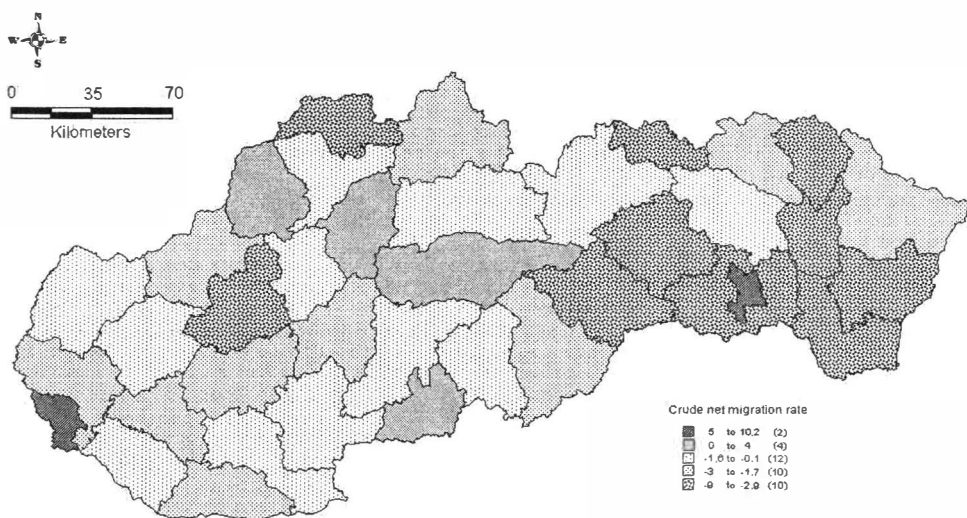 N
W E
S
0 35 70
Kilometers
Crude net migration rate
5 to 10,2 (2)
0 to 4 (4)
-1,6 to -0.1 (12)
-3 to -1,7 (10)
-9 to -2.9 (10)